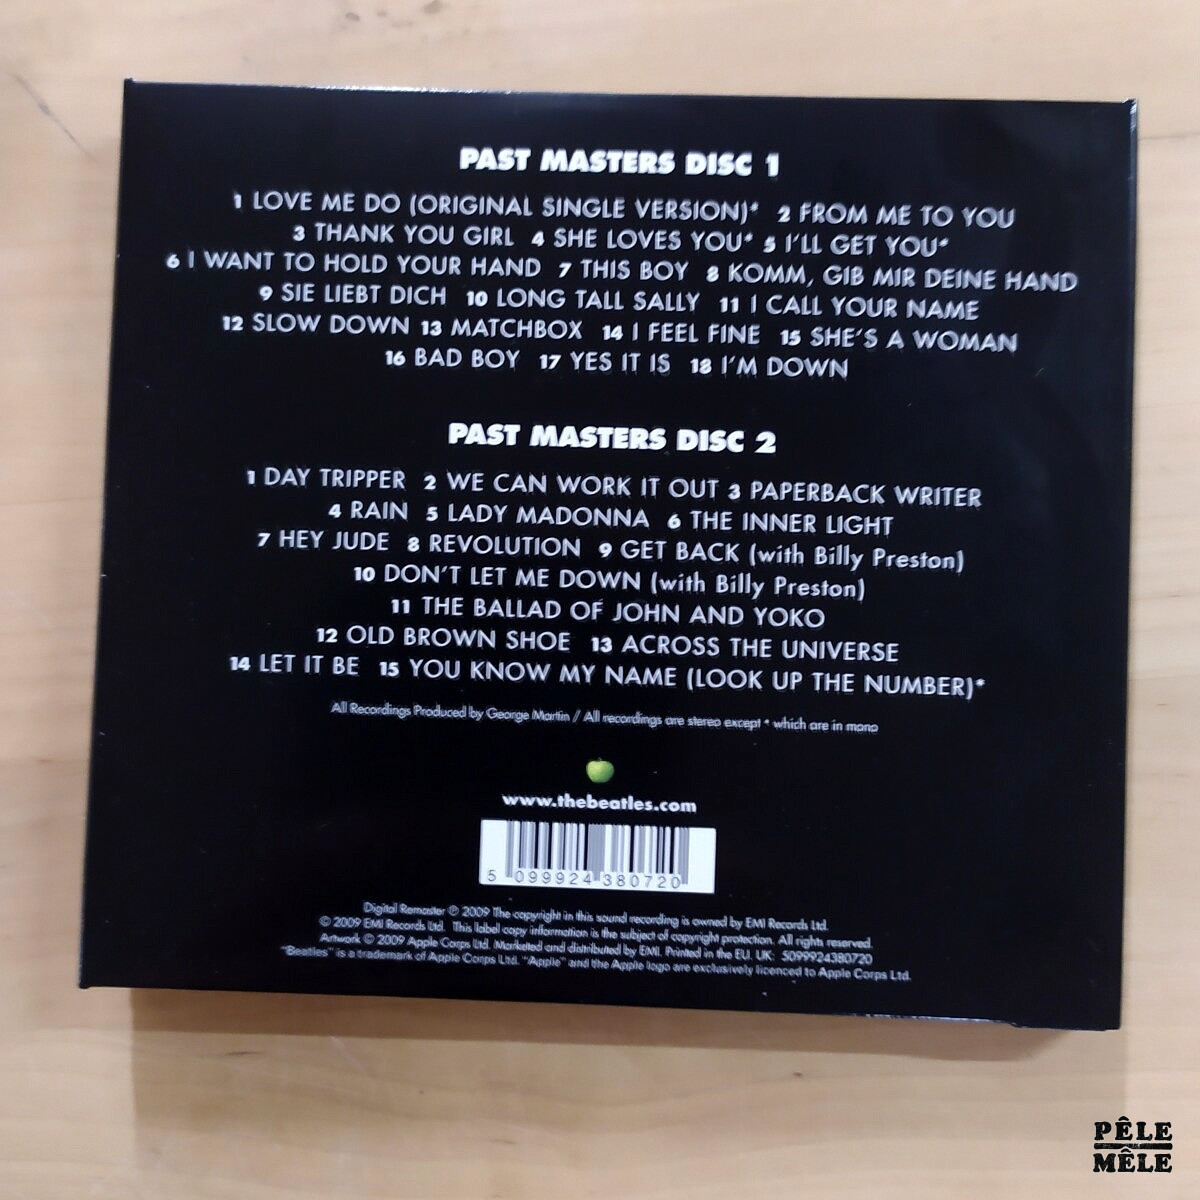 PAST MASTERS DISC 1
1 LOVE ME DO (ORIGINAL SINGLE VERSION)* 2 FROM ME TO YOU
3 THANK YOU GIRL 4 SHE LOVES YOU* 5 I'LL GET YOU*
6 I WANT TO HOLD YOUR HAND 7 THIS BOY 8 KOMM, GIB MIR DEINE HAND
9 SIE LIEBT DICH 10 LONG TALL SALLY 11 I CALL YOUR NAME
12 SLOW DOWN 13 MATCHBOX 14 I FEEL FINE 15 SHE'S A WOMAN
16 BAD BOY 17 YES IT IS 18 I'M DOWN
PAST MASTERS DISC 2
1 DAY TRIPPER 2 WE CAN WORK IT OUT 3 PAPERBACK WRITER
4 RAIN 5 LADY MADONNA 6 THE INNER LIGHT
7 HEY JUDE 8 REVOLUTION 9 GET BACK (with Billy Preston)
10 DON'T LET ME DOWN (with Billy Preston)
11 THE BALLAD OF JOHN AND YOKO
12 OLD BROWN SHOE 13 ACROSS THE UNIVERSE
14 LET IT BE 15 YOU KNOW MY NAME (LOOK UP THE NUMBER)*
All Recordings Produced by George Martin / All recordings are stereo except * which are in mono
www.thebeatles.com
5 099924 380720
Digital Remaster ℗ 2009 The copyright in this sound recording is owned by EMI Records Ltd.
© 2009 EMI Records Ltd. This label copy information is the subject of copyright protection. All rights reserved.
Artwork © 2009 Apple Corps Ltd. Marketed and distributed by EMI. Printed in the EU. UK: 5099924380720
"Beatles" is a trademark of Apple Corps Ltd. "Apple" and the Apple logo are exclusively licenced to Apple Corps Ltd.
PÊLE
MÊLE